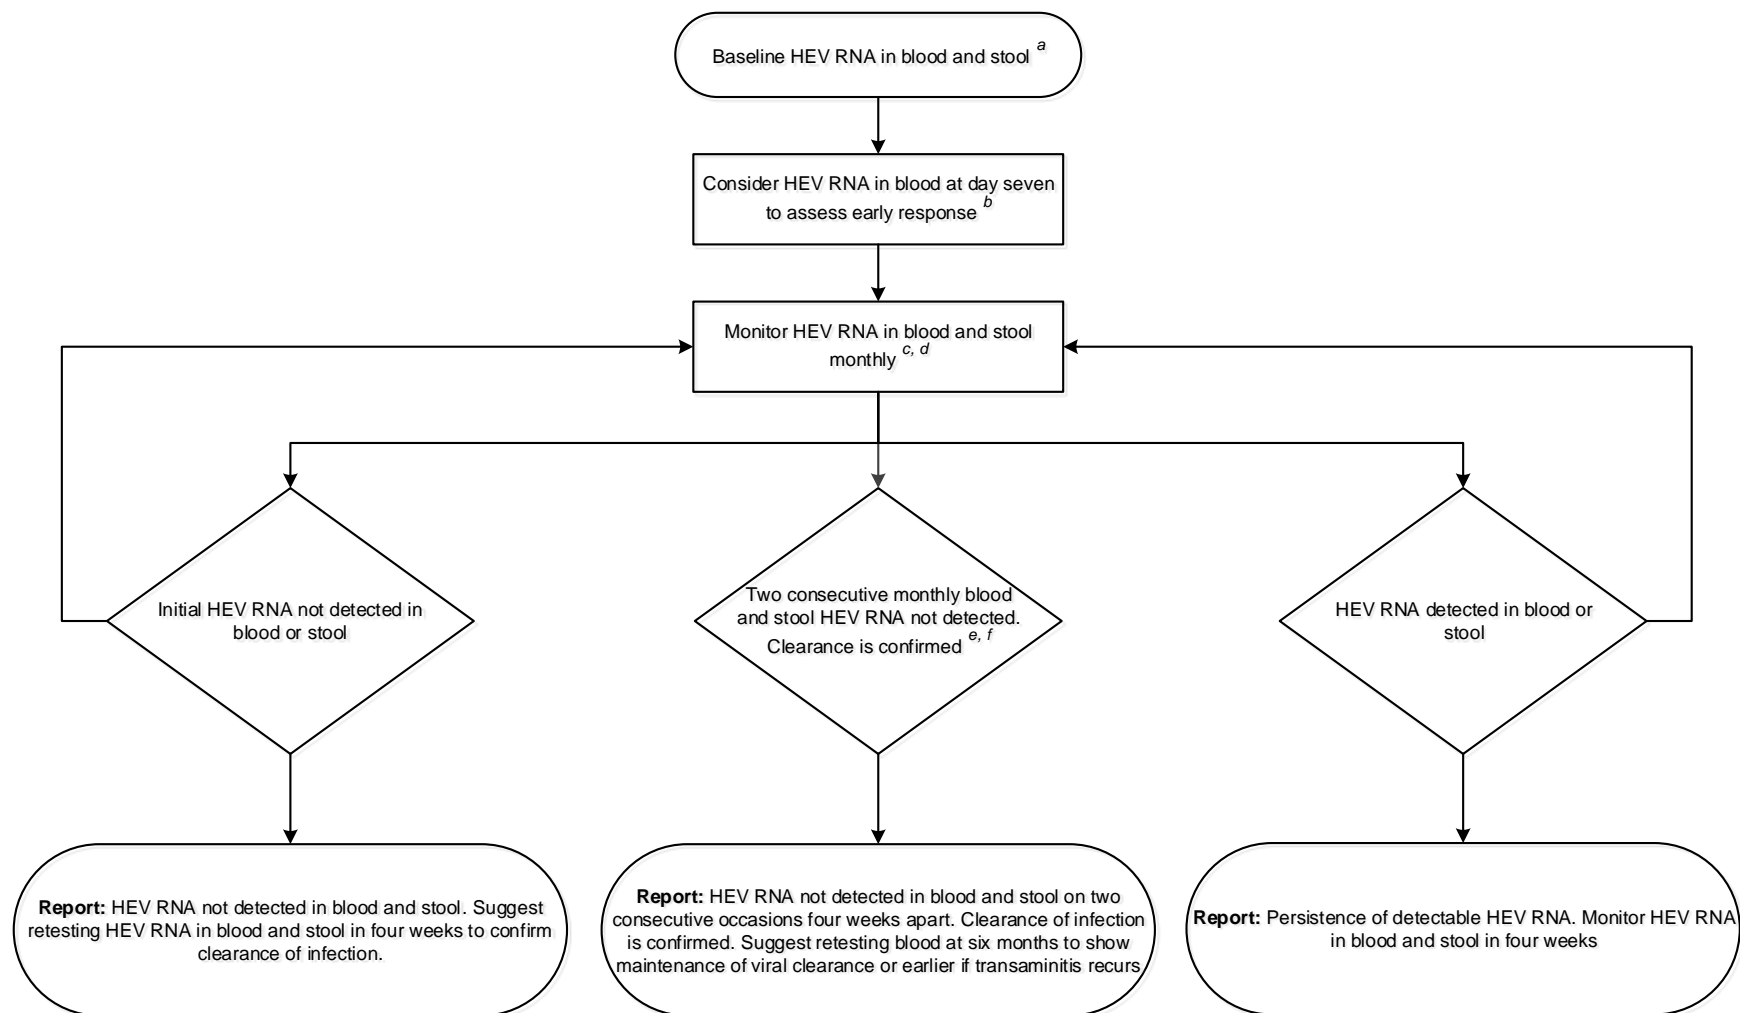 Baseline HEV RNA in blood and stool a
Consider HEV RNA in blood at day seven
to assess early response b
Monitor HEV RNA in blood and stool
monthly c, d
Initial HEV RNA not detected in
blood or stool
Two consecutive monthly blood
and stool HEV RNA not detected.
Clearance is confirmed e, f
HEV RNA detected in blood or
stool
Report: HEV RNA not detected in blood and stool. Suggest
retesting HEV RNA in blood and stool in four weeks to confirm
clearance of infection.
Report: HEV RNA not detected in blood and stool on two
consecutive occasions four weeks apart. Clearance of infection
is confirmed. Suggest retesting blood at six months to show
maintenance of viral clearance or earlier if transaminitis recurs
Report: Persistence of detectable HEV RNA. Monitor HEV RNA
in blood and stool in four weeks